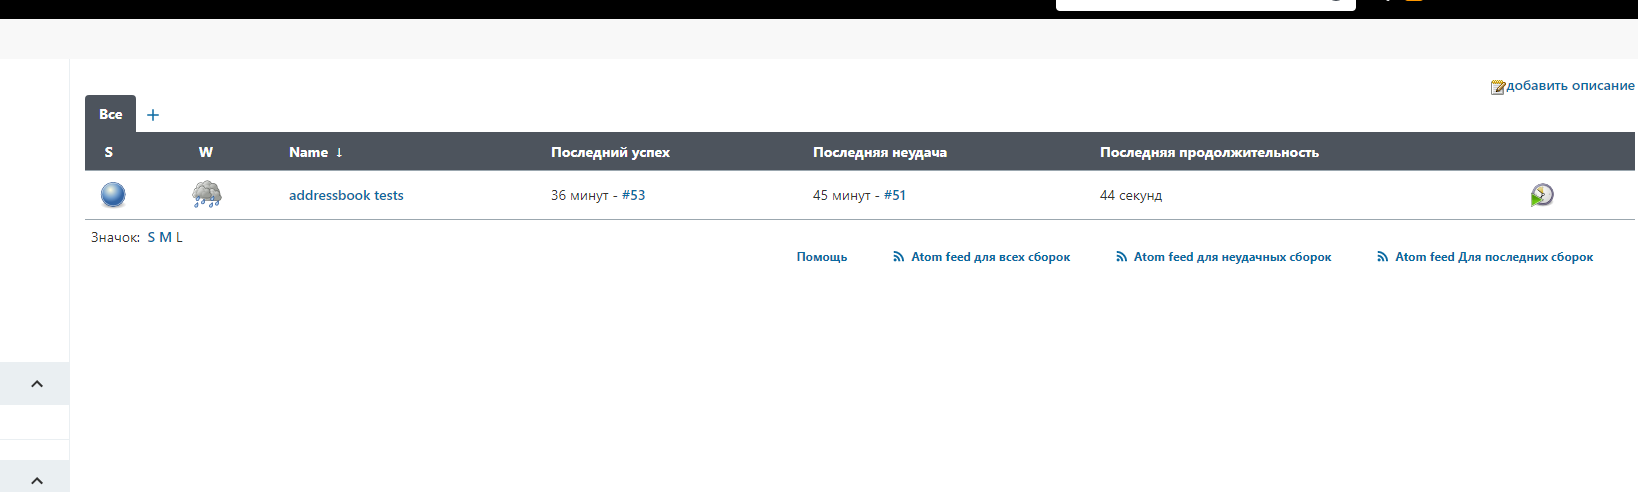 добавить описание
Все +
S W Name ↓ Последний успех Последняя неудача Последняя продолжительность
addressbook tests 36 минут - #53 45 минут - #51 44 секунд
Значок: S M L
Помощь Atom feed для всех сборок Atom feed для неудачных сборок Atom feed Для последних сборок